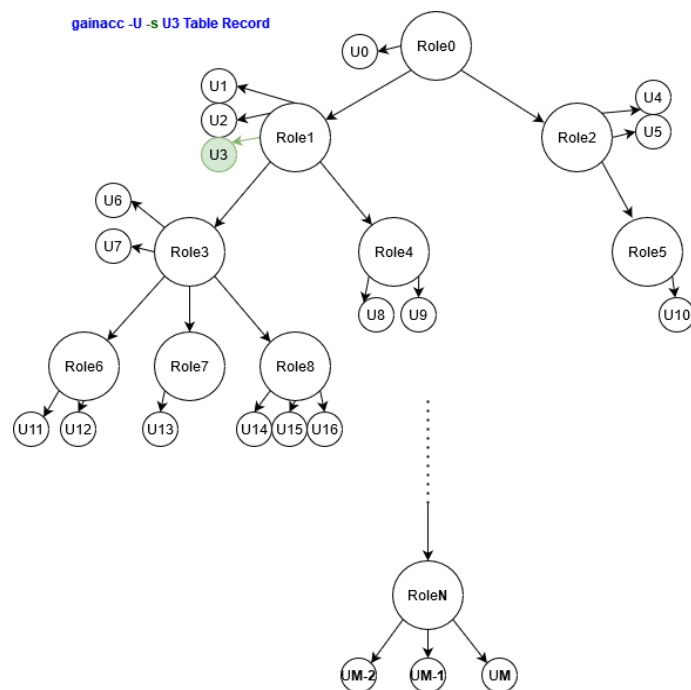 gainacc -U -s U3 Table Record
Role0
U0
U1
U2
U3
Role1
Role2
U4
U5
U6
U7
Role3
Role4
Role5
U8
U9
U10
Role6
Role7
Role8
U11
U12
U13
U14
U15
U16
RoleN
UM-2
UM-1
UM